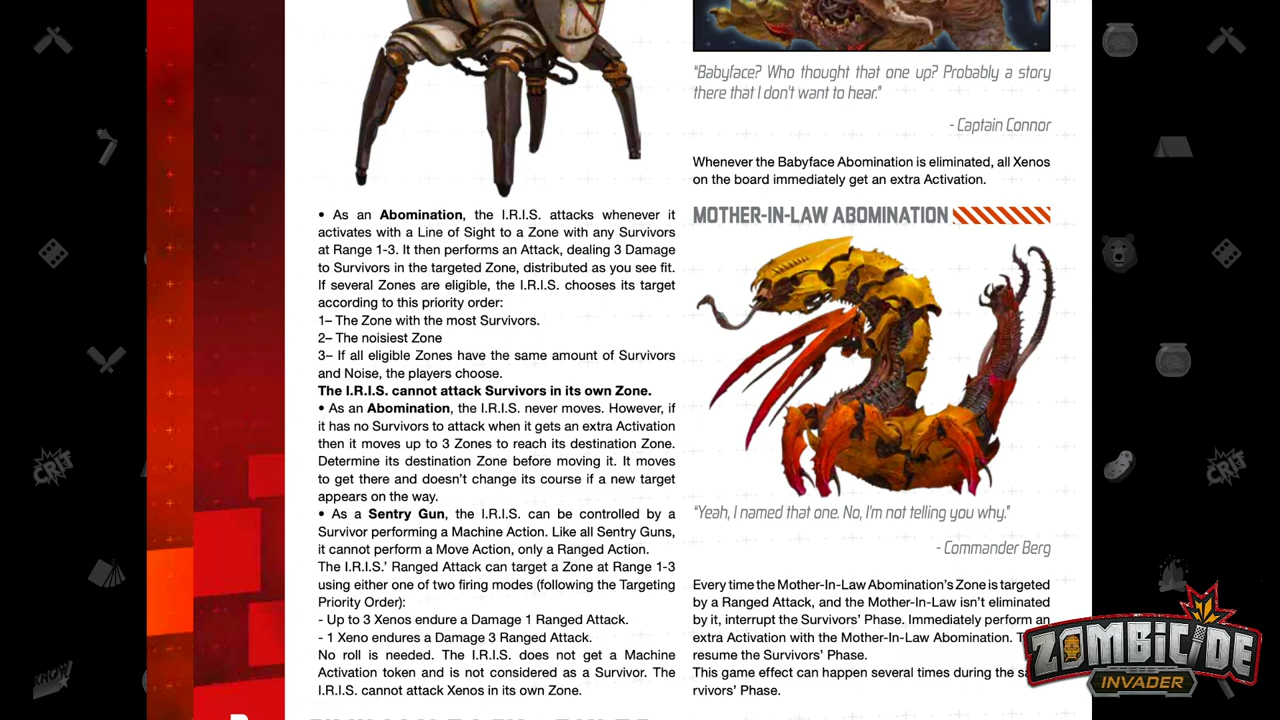 • As an Abomination, the I.R.I.S. attacks whenever it
activates with a Line of Sight to a Zone with any Survivors
at Range 1-3. It then performs an Attack, dealing 3 Damage
to Survivors in the targeted Zone, distributed as you see fit.
If several Zones are eligible, the I.R.I.S. chooses its target
according to this priority order:
1– The Zone with the most Survivors.
2– The noisiest Zone
3– If all eligible Zones have the same amount of Survivors
and Noise, the players choose.
The I.R.I.S. cannot attack Survivors in its own Zone.
• As an Abomination, the I.R.I.S. never moves. However, if
it has no Survivors to attack when it gets an extra Activation
then it moves up to 3 Zones to reach its destination Zone.
Determine its destination Zone before moving it. It moves
to get there and doesn't change its course if a new target
appears on the way.
• As a Sentry Gun, the I.R.I.S. can be controlled by a
Survivor performing a Machine Action. Like all Sentry Guns,
it cannot perform a Move Action, only a Ranged Action.
The I.R.I.S.' Ranged Attack can target a Zone at Range 1-3
using either one of two firing modes (following the Targeting
Priority Order):
- Up to 3 Xenos endure a Damage 1 Ranged Attack.
- 1 Xeno endures a Damage 3 Ranged Attack.
No roll is needed. The I.R.I.S. does not get a Machine
Activation token and is not considered as a Survivor. The
I.R.I.S. cannot attack Xenos in its own Zone.
"Babyface? Who thought that one up? Probably a story
there that I don't want to hear."
- Captain Connor
Whenever the Babyface Abomination is eliminated, all Xenos
on the board immediately get an extra Activation.
MOTHER-IN-LAW ABOMINATION
"Yeah, I named that one. No, I'm not telling you why."
- Commander Berg
Every time the Mother-In-Law Abomination's Zone is targeted
by a Ranged Attack, and the Mother-In-Law isn't eliminated
by it, interrupt the Survivors' Phase. Immediately perform an
extra Activation with the Mother-In-Law Abomination.
resume the Survivors' Phase.
This game effect can happen several times during the
rvivors' Phase.
ZOMBICIDE
INVADER
CRIT
CRIT
KNOW